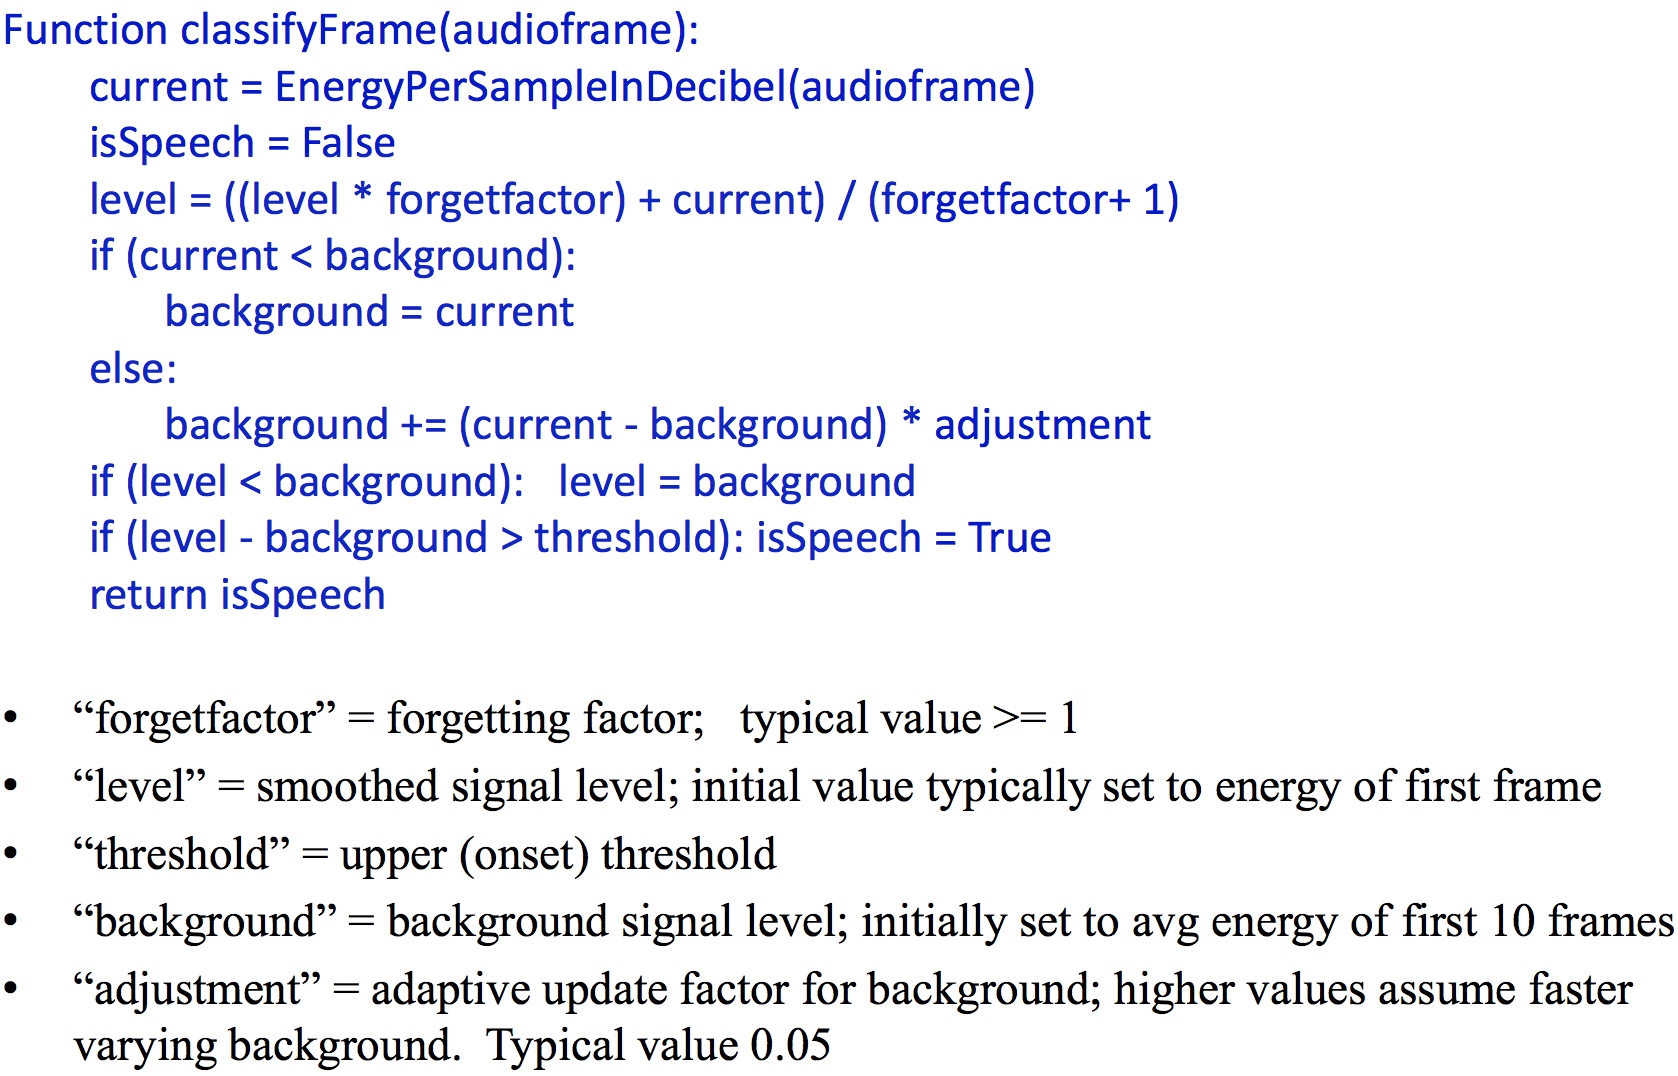 Function classifyFrame(audioframe):
current = EnergyPerSampleInDecibel(audioframe)
isSpeech = False
level = ((level * forgetfactor) + current) / (forgetfactor+ 1)
if (current < background):
background = current
else:
background += (current - background) * adjustment
if (level < background):   level = background
if (level - background > threshold): isSpeech = True
return isSpeech
• “forgetfactor” = forgetting factor;   typical value >= 1
• “level” = smoothed signal level; initial value typically set to energy of first frame
• “threshold” = upper (onset) threshold
• “background” = background signal level; initially set to avg energy of first 10 frames
• “adjustment” = adaptive update factor for background; higher values assume faster
varying background.  Typical value 0.05